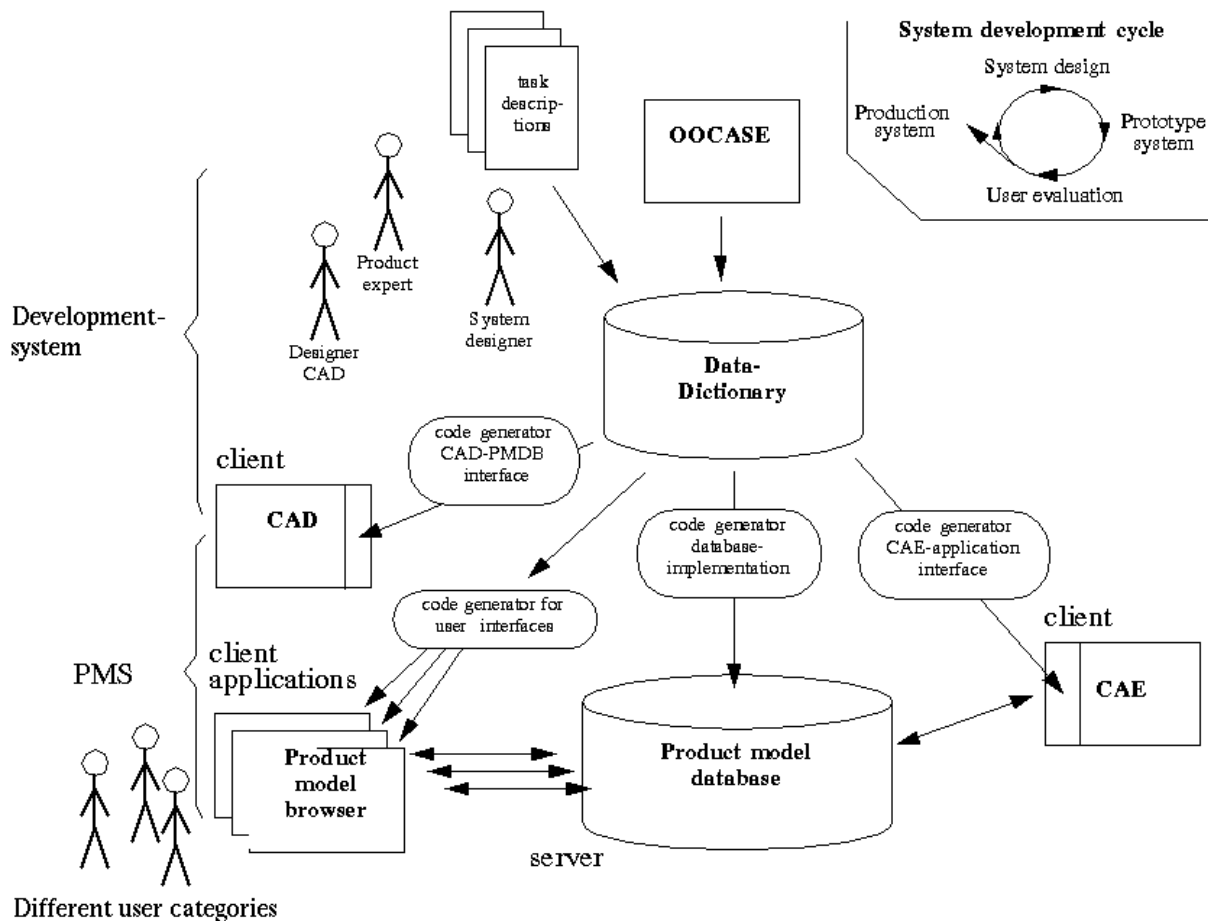 System development cycle
System design
Production
system
Prototype
system
User evaluation
task
descrip-
tions
OOCASE
Product
expert
System
designer
Designer
CAD
Development-
system
Data-
Dictionary
code generator
CAD-PMDB
interface
client
CAD
code generator
database-
implementation
code generator
CAE-application
interface
code generator for
user interfaces
client
CAE
PMS
client
applications
Product
model
browser
Product model
database
server
Different user categories